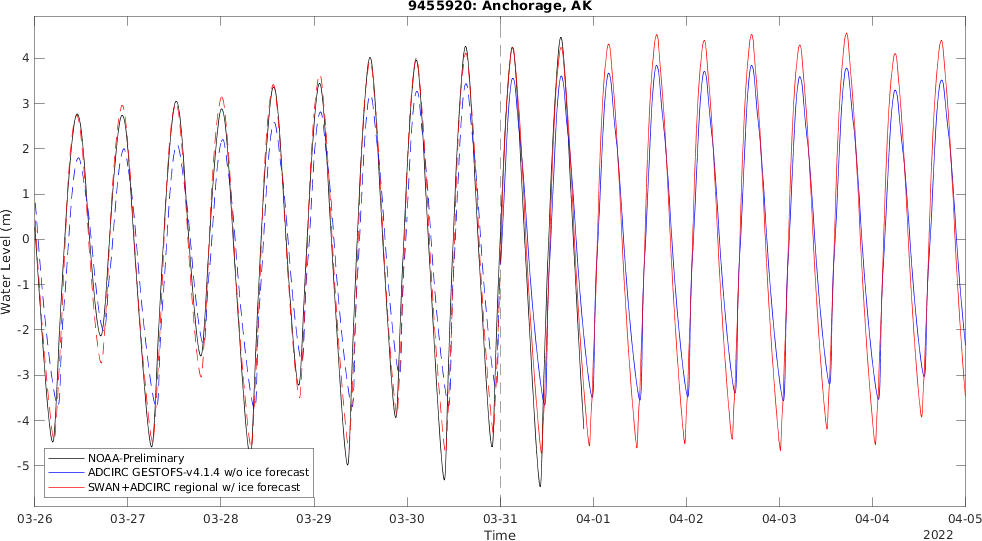 9455920: Anchorage, AK
Water Level (m)
4
3
2
1
0
-1
-2
-3
-4
-5
NOAA-Preliminary
ADCIRC GESTOFS-v4.1.4 w/o ice forecast
SWAN+ADCIRC regional w/ ice forecast
03-26 03-27 03-28 03-29 03-30 03-31 04-01 04-02 04-03 04-04 04-05
Time
2022